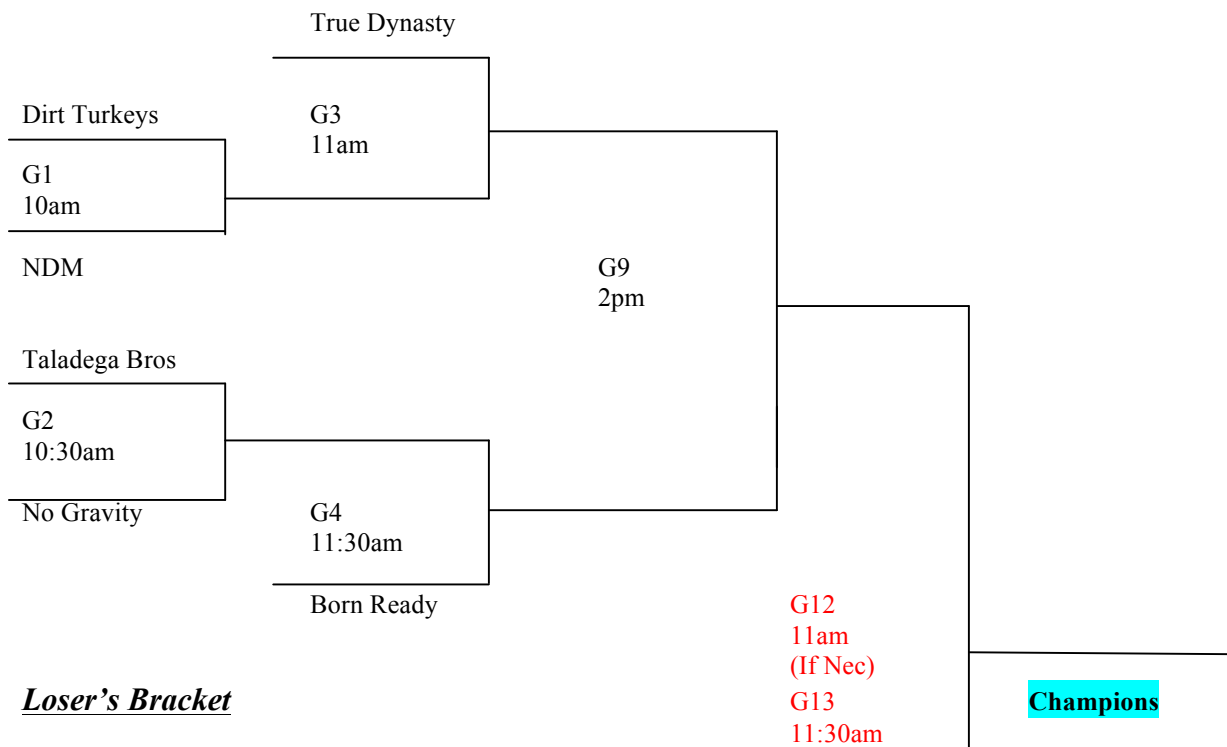 True Dynasty
Dirt Turkeys
G3
11am
G1
10am
NDM
G9
2pm
Taladega Bros
G2
10:30am
No Gravity
G4
11:30am
Born Ready
G12
11am
(If Nec)
G13
11:30am
Loser’s Bracket
Champions